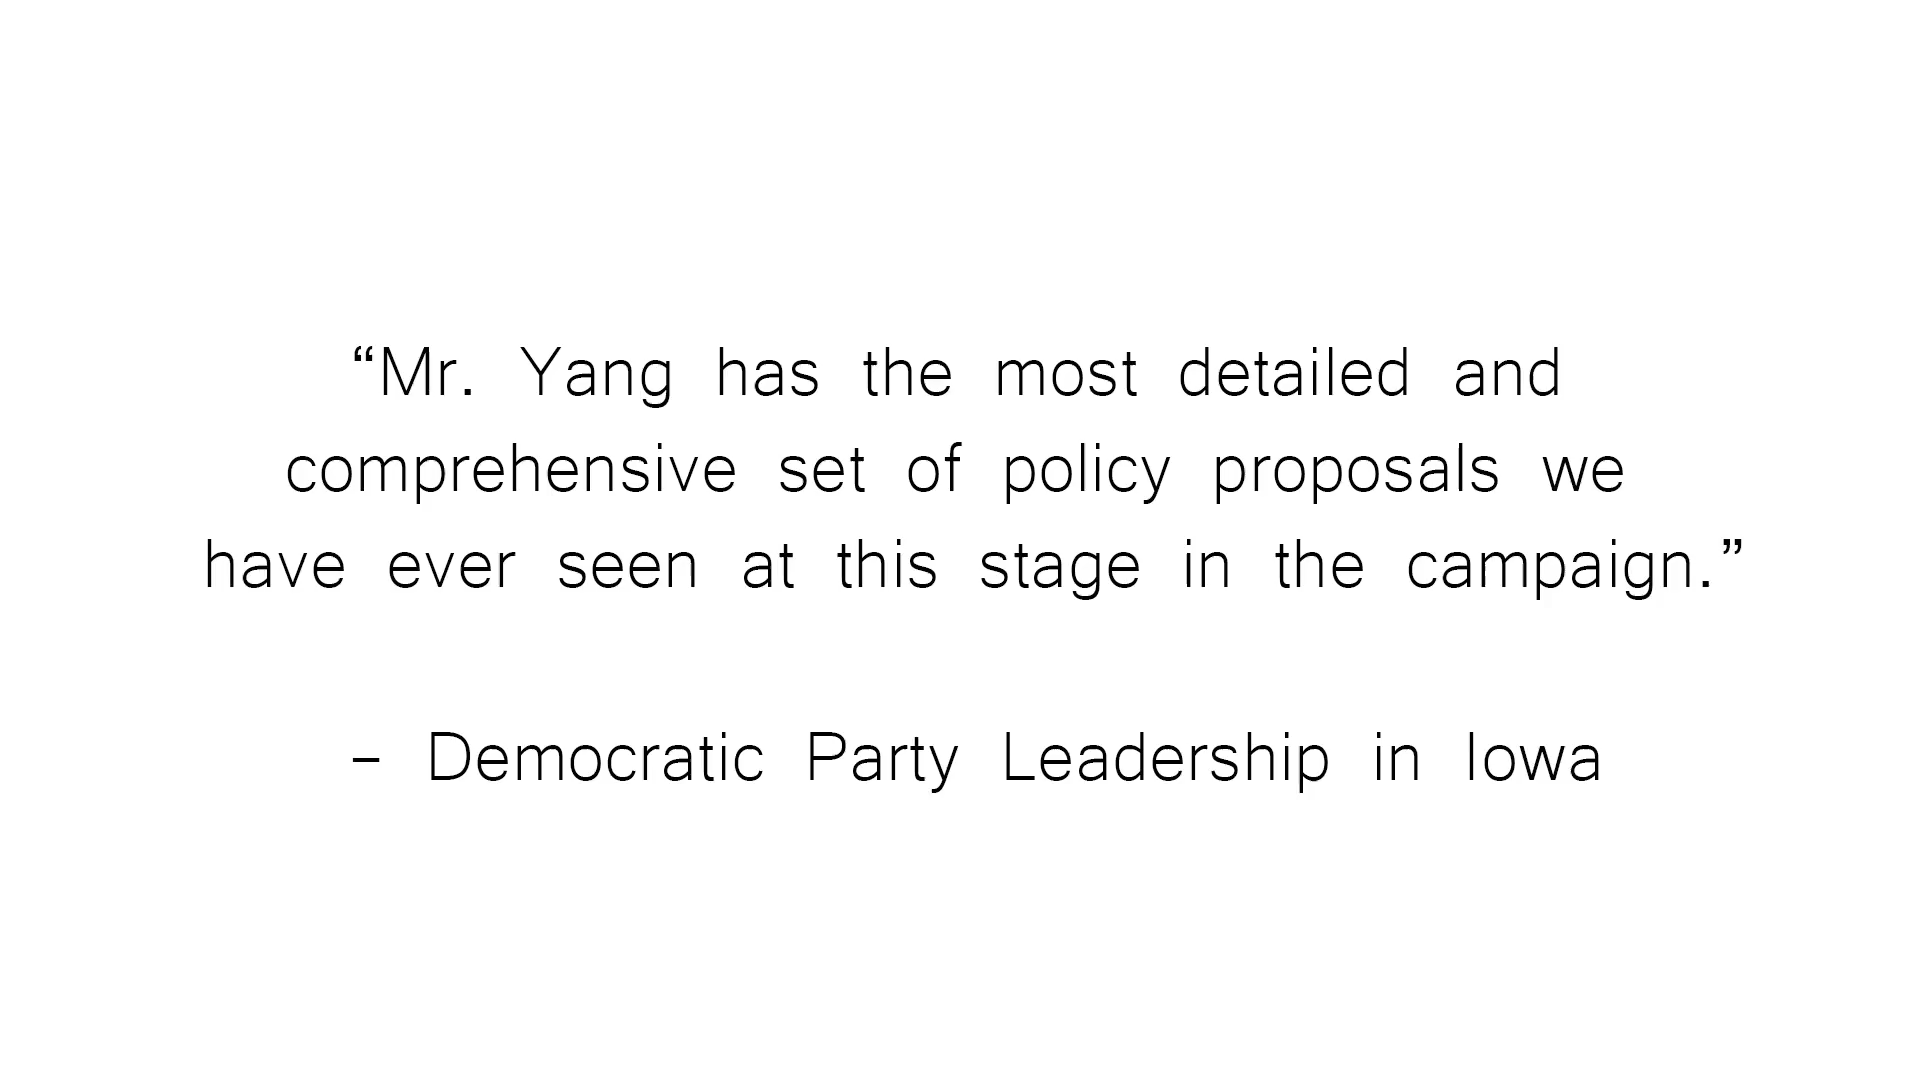 “Mr. Yang has the most detailed and
comprehensive set of policy proposals we
have ever seen at this stage in the campaign.”
– Democratic Party Leadership in Iowa